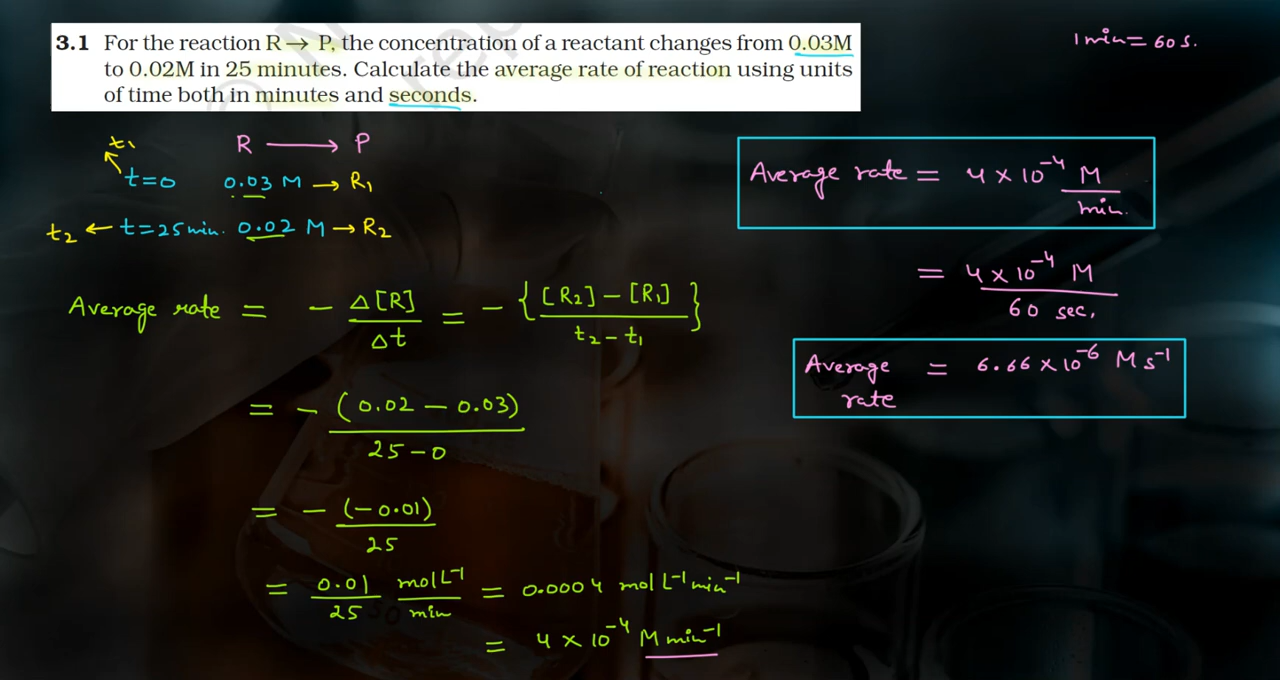 3.1 For the reaction R → P, the concentration of a reactant changes from 0.03M
to 0.02M in 25 minutes. Calculate the average rate of reaction using units
of time both in minutes and seconds.
1 min = 60 s.
t₁ R ⟶ P
t=0 0.03 M → R₁
t₂ ← t=25 min. 0.02 M → R₂
Average rate = - Δ[R]/Δt = - { [R₂] - [R₁] / t₂ - t₁ }
= - (0.02 - 0.03) / 25 - 0
= - (-0.01) / 25
= 0.01/25 mol L⁻¹/min = 0.0004 mol L⁻¹ min⁻¹
= 4 × 10⁻⁴ M min⁻¹
Average rate = 4 × 10⁻⁴ M/min.
= 4 × 10⁻⁴ M / 60 sec.
Average = 6.66 × 10⁻⁶ M s⁻¹
rate